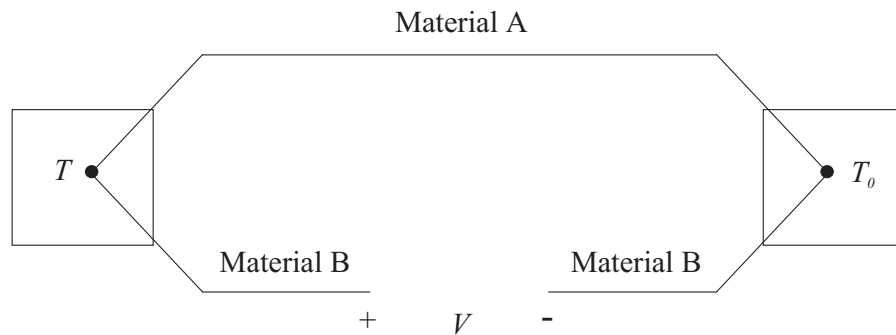 Material A
T
T₀
Material B
Material B
+ V -